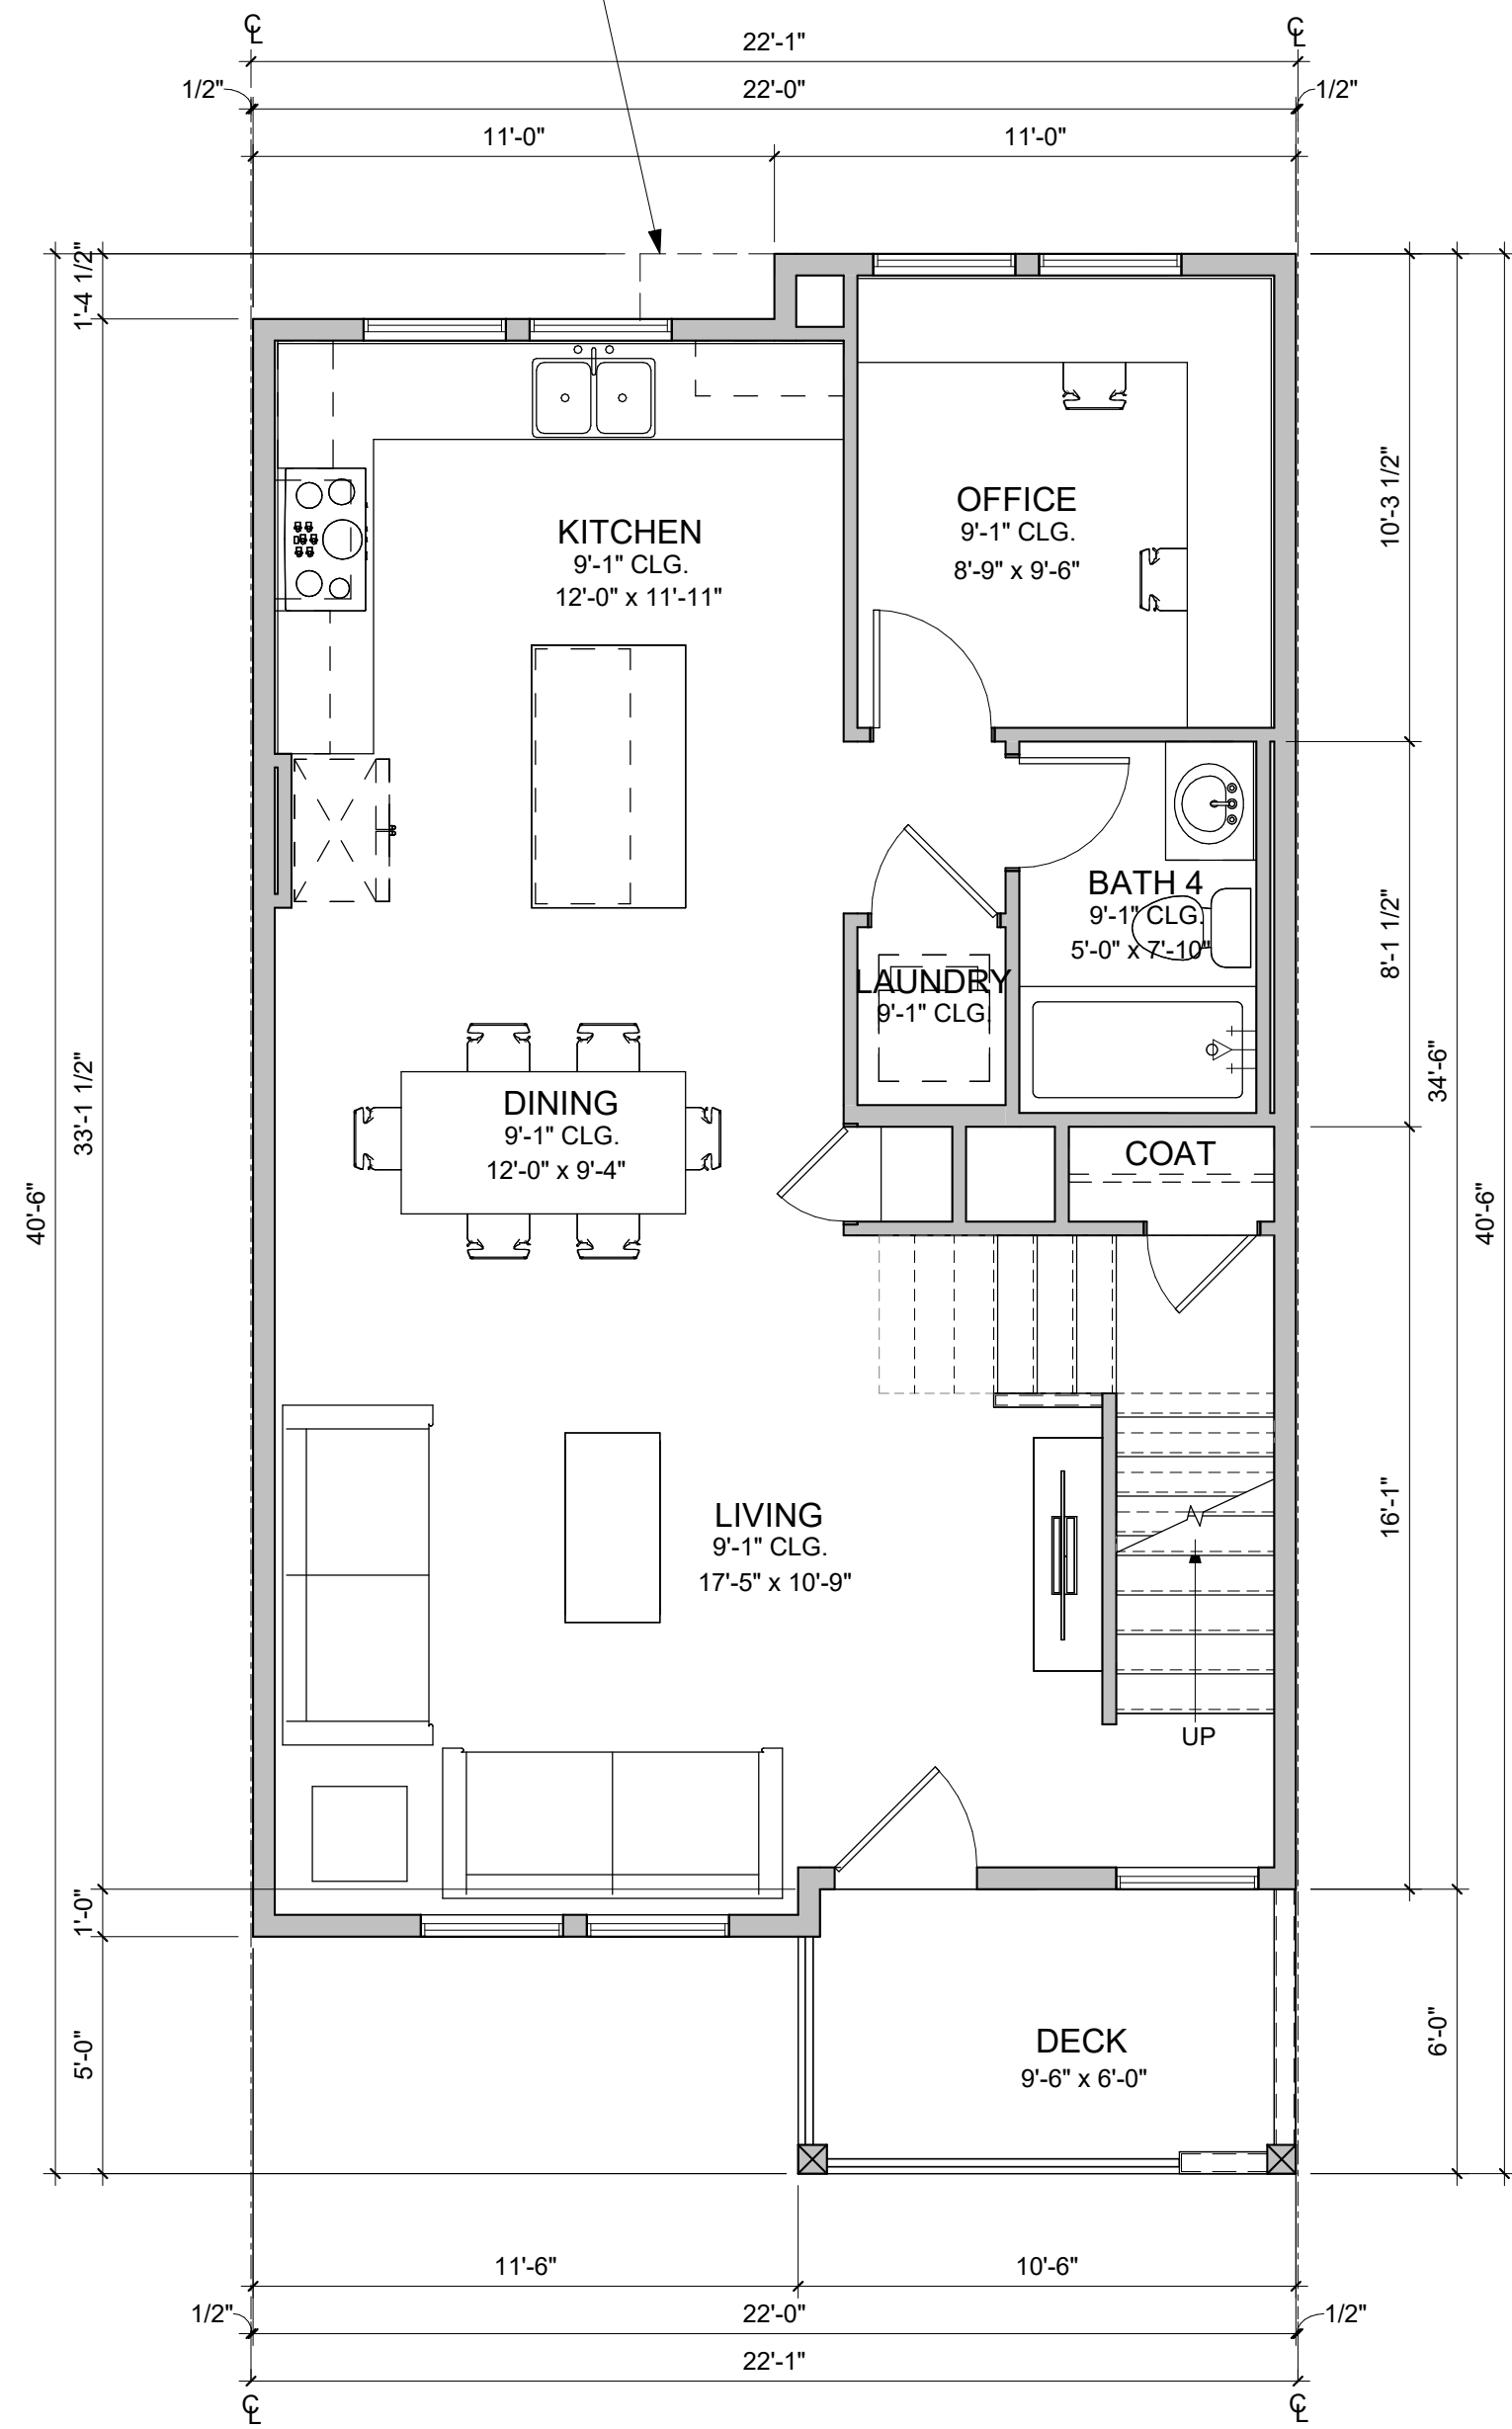 ℄ ℄
22'-1"
1/2" 22'-0" 1/2"
11'-0" 11'-0"
1'-4 1/2"
OFFICE
9'-1" CLG.
8'-9" x 9'-6"
10'-3 1/2"
KITCHEN
9'-1" CLG.
12'-0" x 11'-11"
BATH 4
9'-1" CLG.
5'-0" x 7'-10"
8'-1 1/2"
LAUNDRY
9'-1" CLG.
33'-1 1/2"
34'-6"
DINING
9'-1" CLG.
12'-0" x 9'-4"
COAT
40'-6"
40'-6"
LIVING
9'-1" CLG.
17'-5" x 10'-9"
16'-1"
UP
1'-0"
DECK
9'-6" x 6'-0"
5'-0"
6'-0"
11'-6" 10'-6"
1/2" 22'-0" 1/2"
22'-1"
℄ ℄